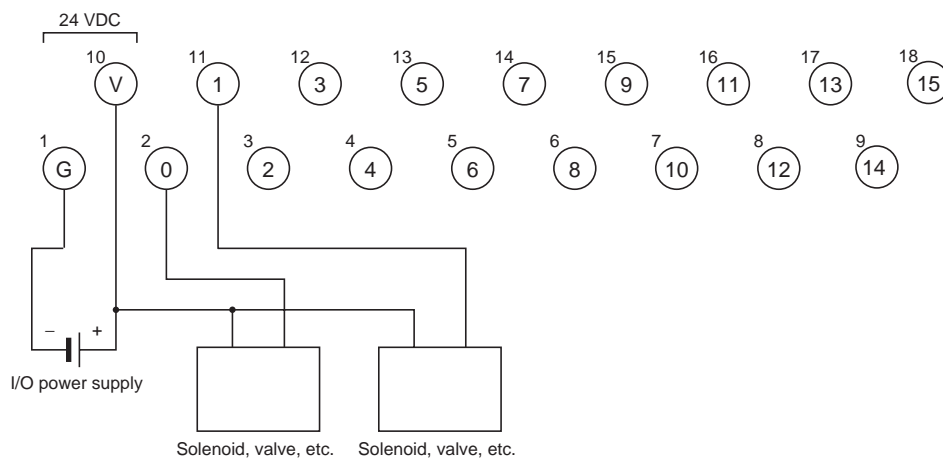 24 VDC
10 11 12 13 14 15 16 17 18
V 1 3 5 7 9 11 13 15
1 2 3 4 5 6 7 8 9
G 0 2 4 6 8 10 12 14
– +
I/O power supply
Solenoid, valve, etc. Solenoid, valve, etc.